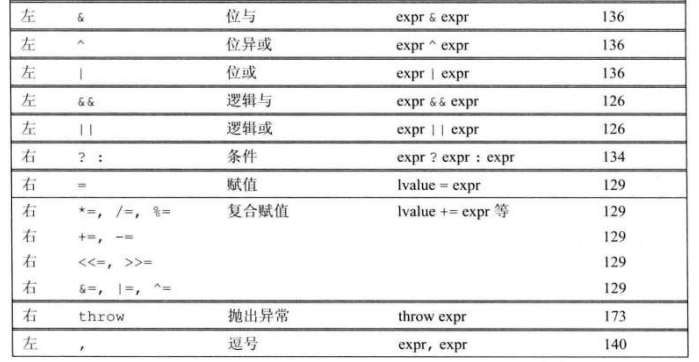 左 & 位与 expr & expr 136
左 ^ 位异或 expr ^ expr 136
左 | 位或 expr | expr 136
左 && 逻辑与 expr && expr 126
左 || 逻辑或 expr || expr 126
右 ? : 条件 expr ? expr : expr 134
右 = 赋值 lvalue = expr 129
右 *=, /=, %= 复合赋值 lvalue += expr 等 129
右 +=, -= 129
右 <<=, >>= 129
右 &=, |=, ^= 129
右 throw 抛出异常 throw expr 173
左 , 逗号 expr, expr 140